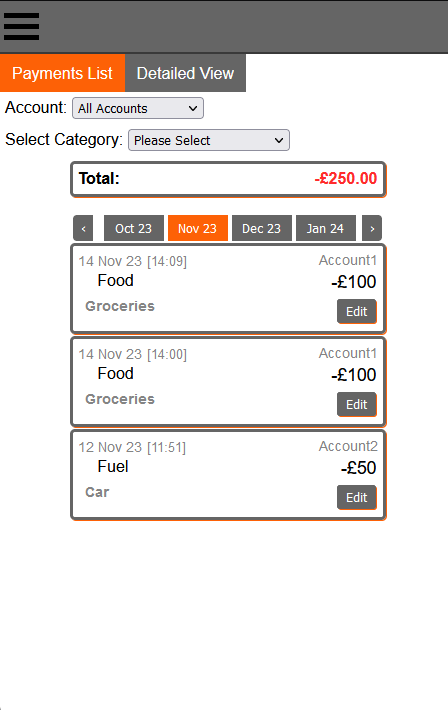 Payments List Detailed View
Account: All Accounts
Select Category: Please Select
Total: -£250.00
‹ Oct 23 Nov 23 Dec 23 Jan 24 ›
14 Nov 23 [14:09] Account1
Food -£100
Groceries Edit
14 Nov 23 [14:00] Account1
Food -£100
Groceries Edit
12 Nov 23 [11:51] Account2
Fuel -£50
Car Edit